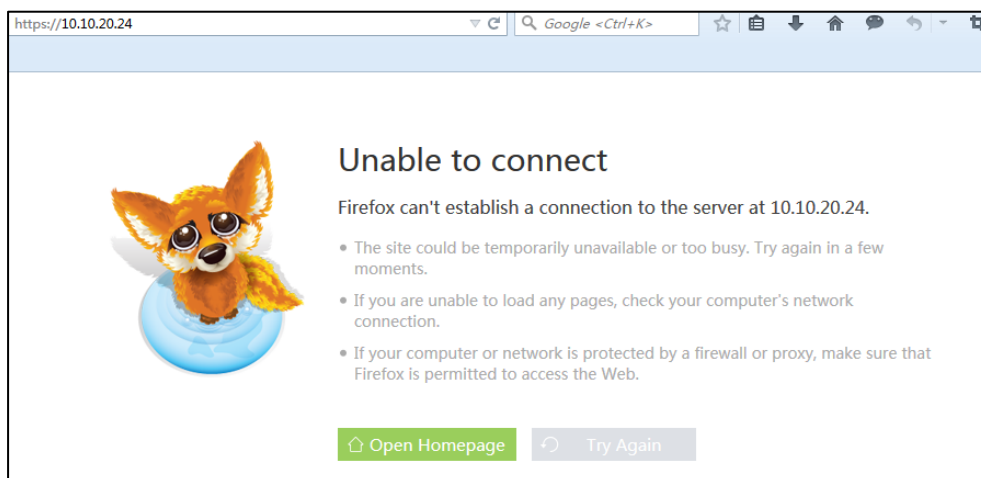 https://10.10.20.24
Google <Ctrl+K>
Unable to connect
Firefox can't establish a connection to the server at 10.10.20.24.
• The site could be temporarily unavailable or too busy. Try again in a few
moments.
• If you are unable to load any pages, check your computer's network
connection.
• If your computer or network is protected by a firewall or proxy, make sure that
Firefox is permitted to access the Web.
Open Homepage
Try Again